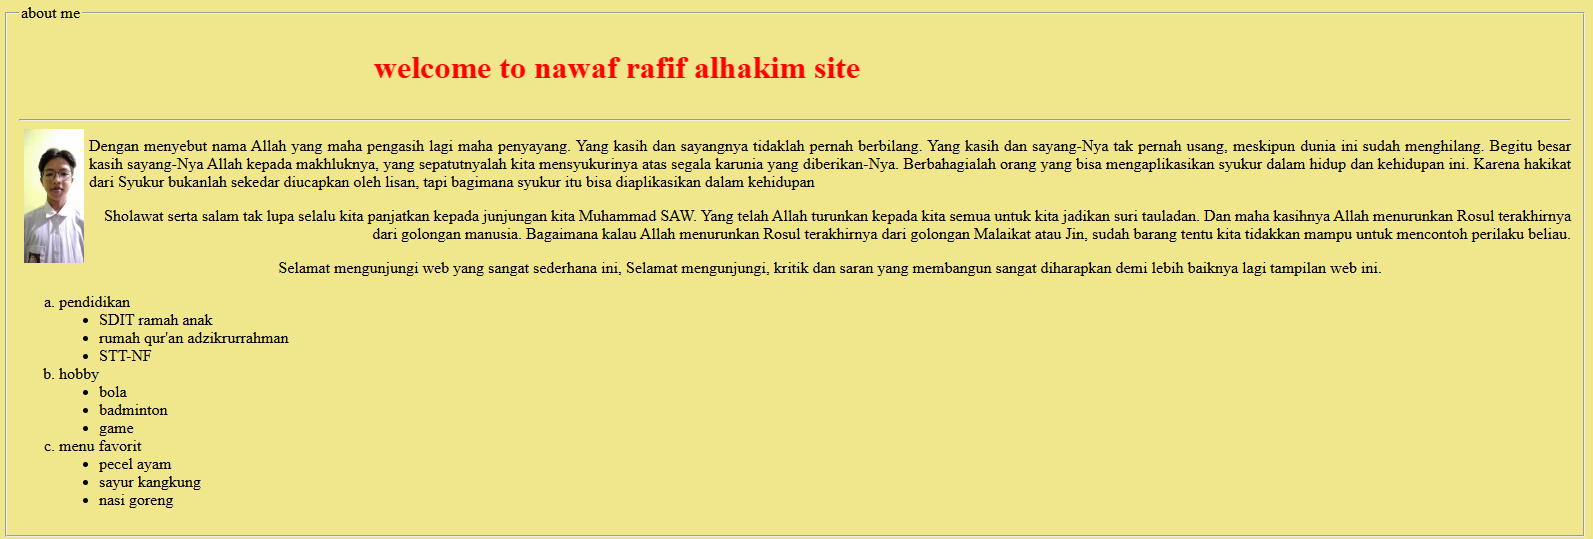 about me
welcome to nawaf rafif alhakim site
Dengan menyebut nama Allah yang maha pengasih lagi maha penyayang. Yang kasih dan sayangnya tidaklah pernah berbilang. Yang kasih dan sayang-Nya tak pernah usang, meskipun dunia ini sudah menghilang. Begitu besar
kasih sayang-Nya Allah kepada makhluknya, yang sepatutnyalah kita mensyukurinya atas segala karunia yang diberikan-Nya. Berbahagialah orang yang bisa mengaplikasikan syukur dalam hidup dan kehidupan ini. Karena hakikat
dari Syukur bukanlah sekedar diucapkan oleh lisan, tapi bagaimana syukur itu bisa diaplikasikan dalam kehidupan
Sholawat serta salam tak lupa selalu kita panjatkan kepada junjungan kita Muhammad SAW. Yang telah Allah turunkan kepada kita semua untuk kita jadikan suri tauladan. Dan maha kasihnya Allah menurunkan Rosul terakhirnya
dari golongan manusia. Bagaimana kalau Allah menurunkan Rosul terakhirnya dari golongan Malaikat atau Jin, sudah barang tentu kita tidakkan mampu untuk mencontoh perilaku beliau.
Selamat mengunjungi web yang sangat sederhana ini, Selamat mengunjungi, kritik dan saran yang membangun sangat diharapkan demi lebih baiknya lagi tampilan web ini.
a. pendidikan
• SDIT ramah anak
• rumah qur'an adzikrurrahman
• STT-NF
b. hobby
• bola
• badminton
• game
c. menu favorit
• pecel ayam
• sayur kangkung
• nasi goreng